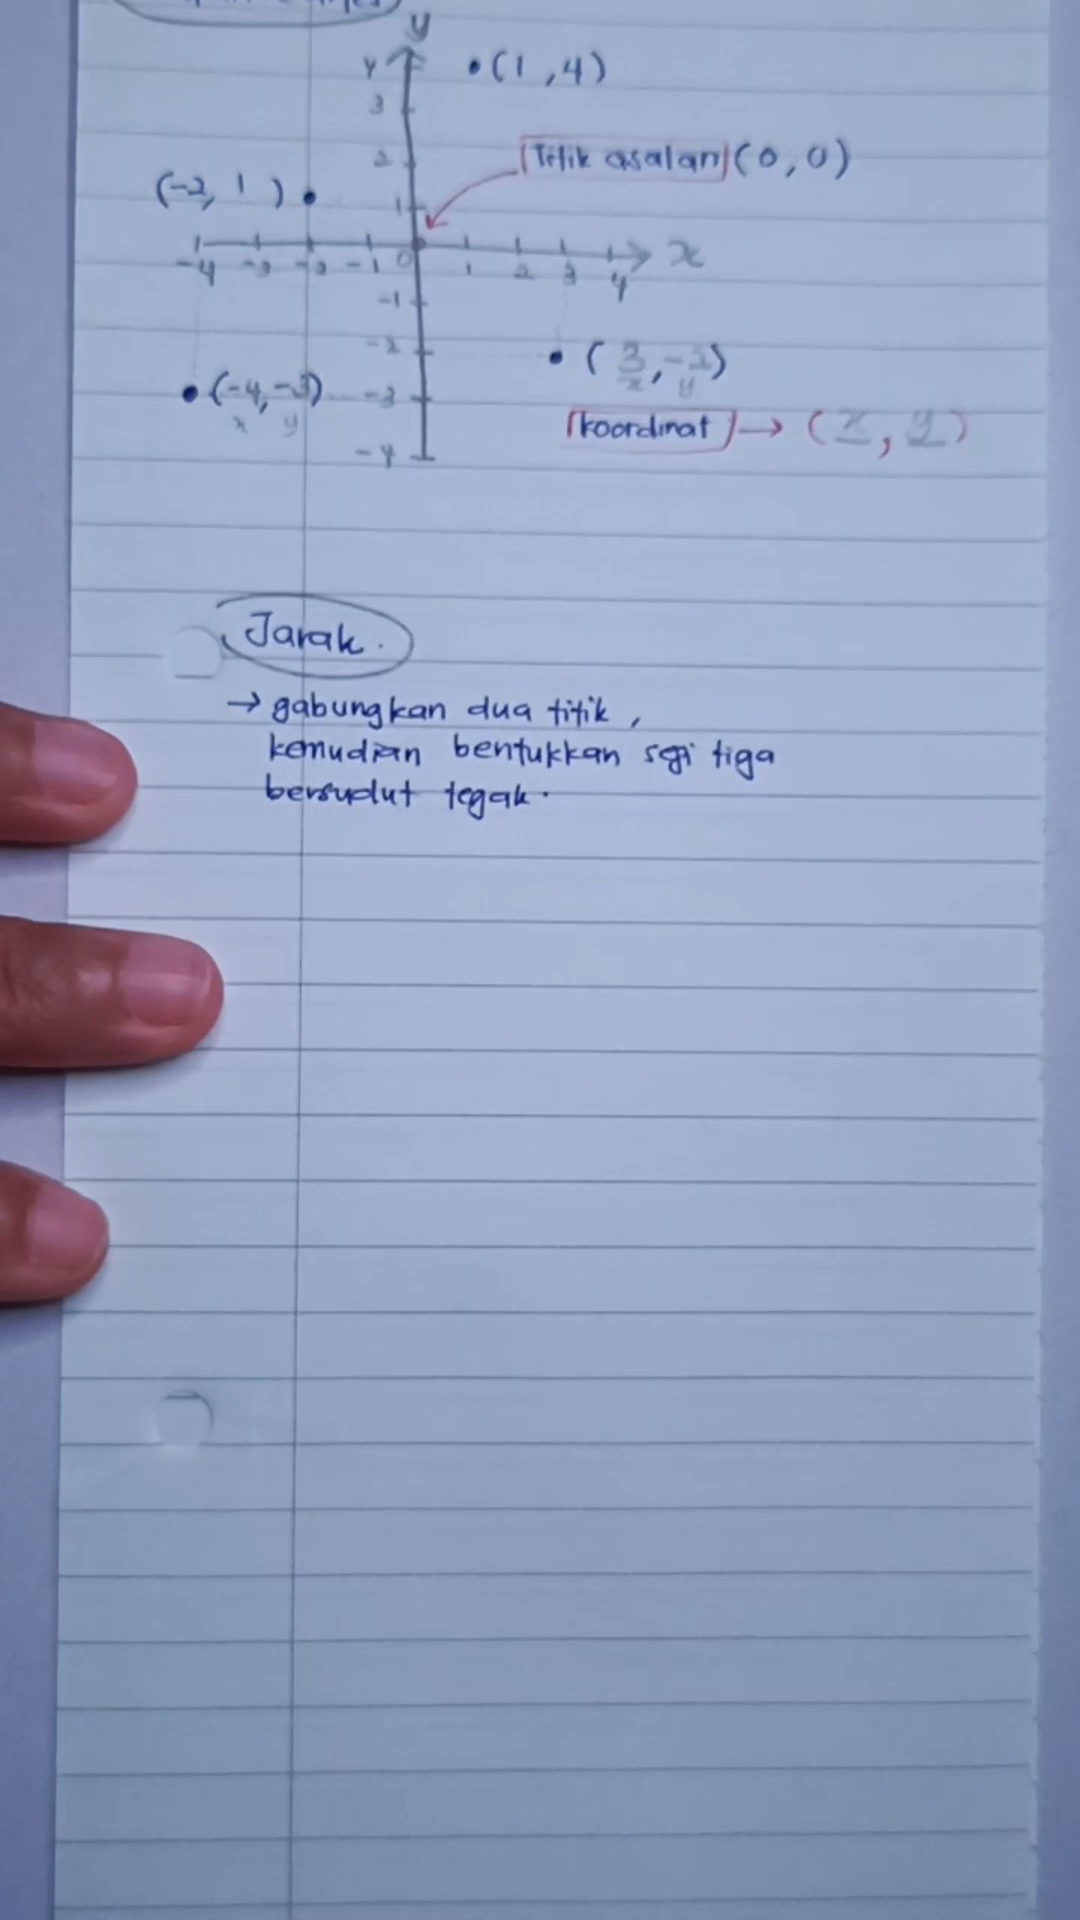 y
4
•(1, 4)
3
2
Titik asalan (0, 0)
(-2, 1) •
1
-4 -3 -2 -1 0 1 2 3 4 x
-1
-2
• (3, -2)
x y
• (-4, -3)
x y
-3
koordinat → (x, y)
-4
Jarak.
→ gabungkan dua titik,
kemudian bentukkan segi tiga
bersudut tegak.